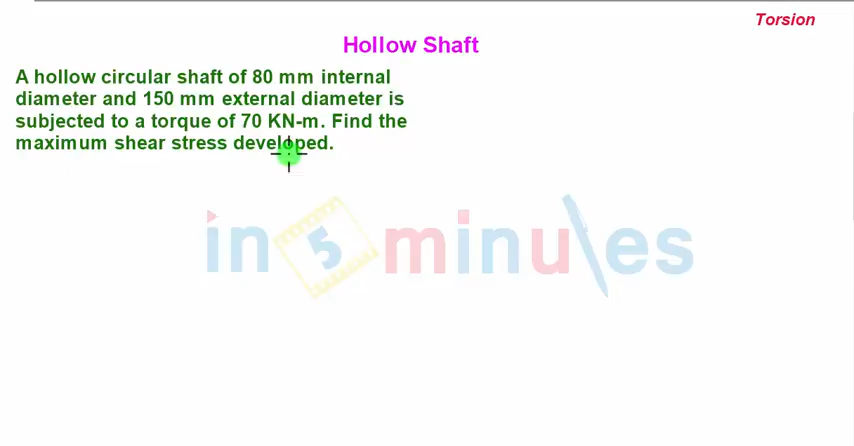 Torsion
Hollow Shaft
A hollow circular shaft of 80 mm internal
diameter and 150 mm external diameter is
subjected to a torque of 70 KN-m. Find the
maximum shear stress developed.
in 5 minutes